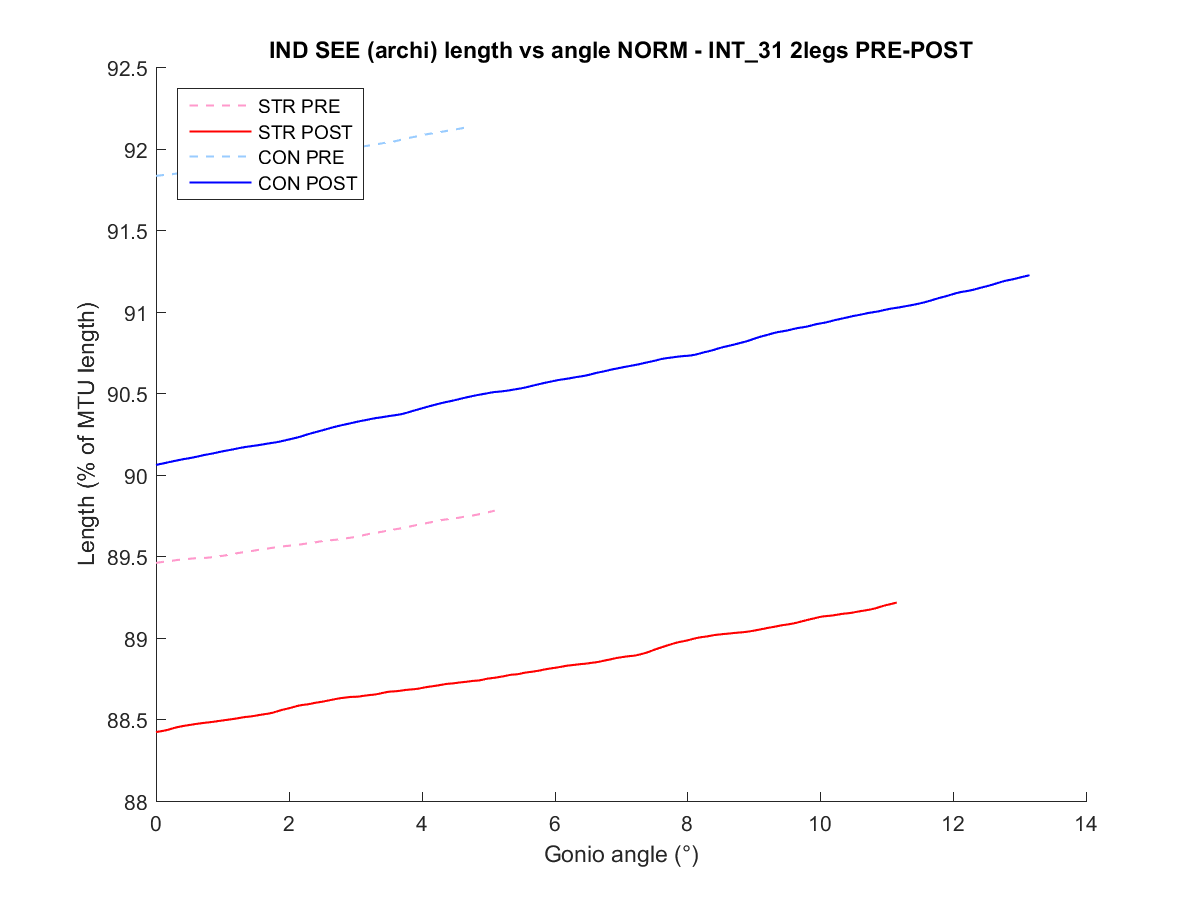 IND SEE (archi) length vs angle NORM - INT_31 2legs PRE-POST
92.5
92
91.5
91
90.5
90
89.5
89
88.5
88
Length (% of MTU length)
STR PRE
STR POST
CON PRE
CON POST
0 2 4 6 8 10 12 14
Gonio angle (°)